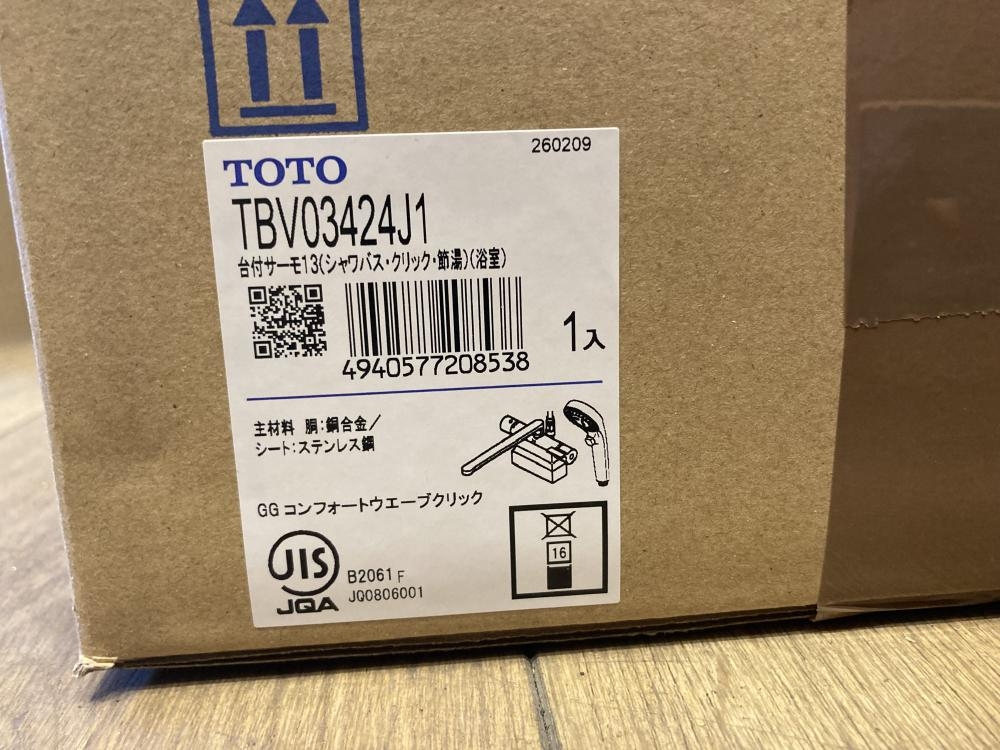 260209
TOTO
TBV03424J1
台付サーモ13(シャワバス・クリック・節湯)(浴室)
4940577208538
1入
主材料 胴:銅合金/
シート:ステンレス鋼
GG コンフォートウエーブクリック
16
JIS
JQA
B2061 F
JQ0806001